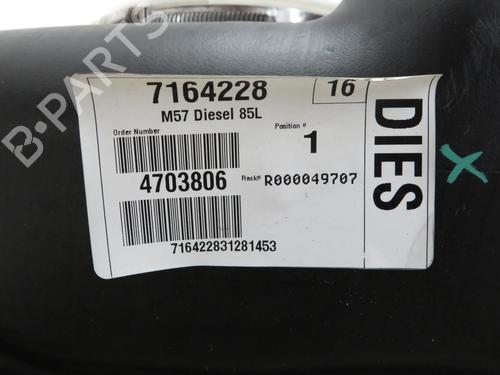 7164228
16
M57 Diesel 85L
Order Number
Position #
1
4703806
Rack# R000049707
716422831281453
DIES
X
B-PARTS